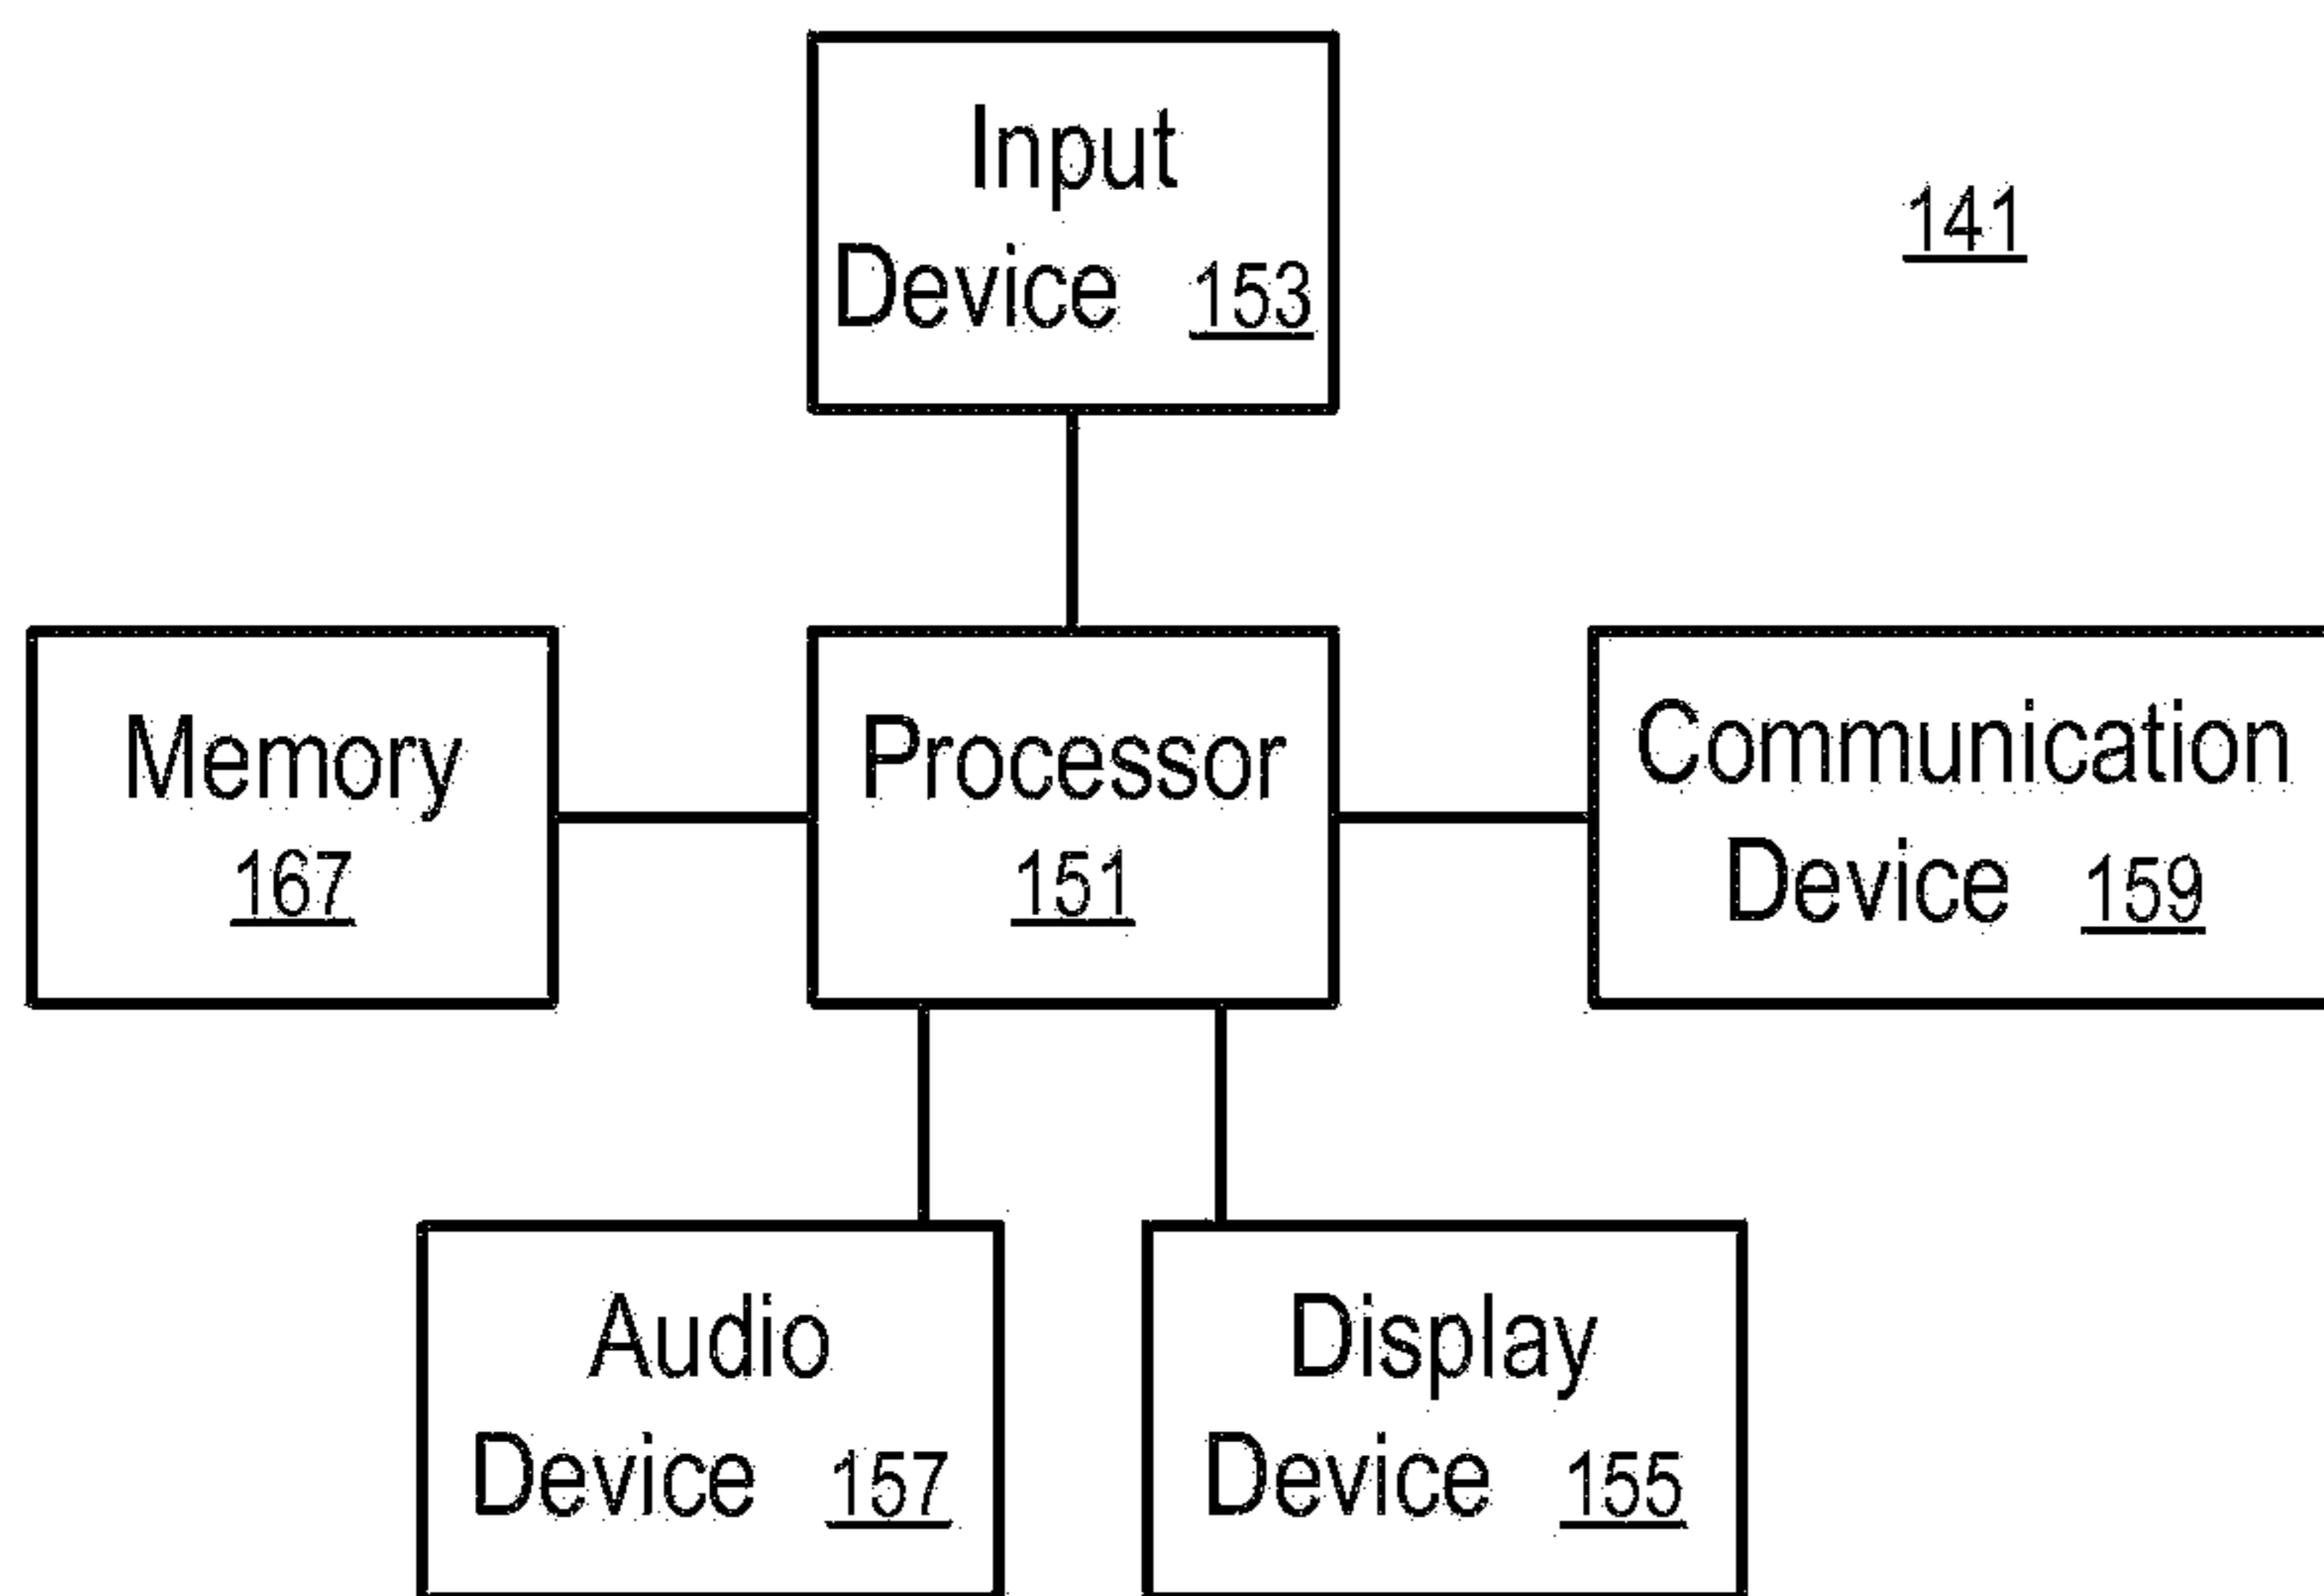 Input
Device 153
141
Memory
167
Processor
151
Communication
Device 159
Audio
Device 157
Display
Device 155